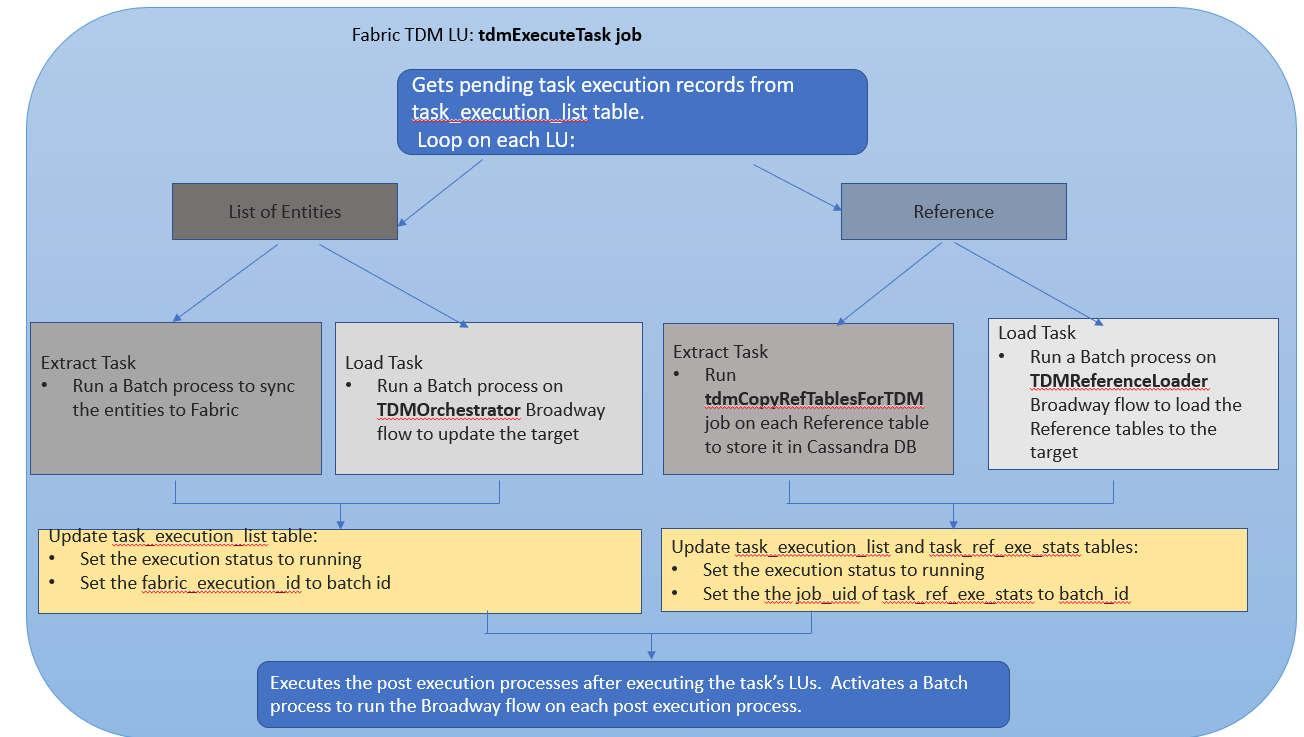 Fabric TDM LU: tdmExecuteTask job
Gets pending task execution records from
task_execution_list table.
Loop on each LU:
List of Entities
Reference
Extract Task
• Run a Batch process to sync
the entities to Fabric
Load Task
• Run a Batch process on
TDMOrchestrator Broadway
flow to update the target
Extract Task
• Run
tdmCopyRefTablesForTDM
job on each Reference table
to store it in Cassandra DB
Load Task
• Run a Batch process on
TDMReferenceLoader
Broadway flow to load the
Reference tables to the
target
Update task_execution_list table:
• Set the execution status to running
• Set the fabric_execution_id to batch id
Update task_execution_list and task_ref_exe_stats tables:
• Set the execution status to running
• Set the the job_uid of task_ref_exe_stats to batch_id
Executes the post execution processes after executing the task’s LUs.  Activates a Batch
process to run the Broadway flow on each post execution process.